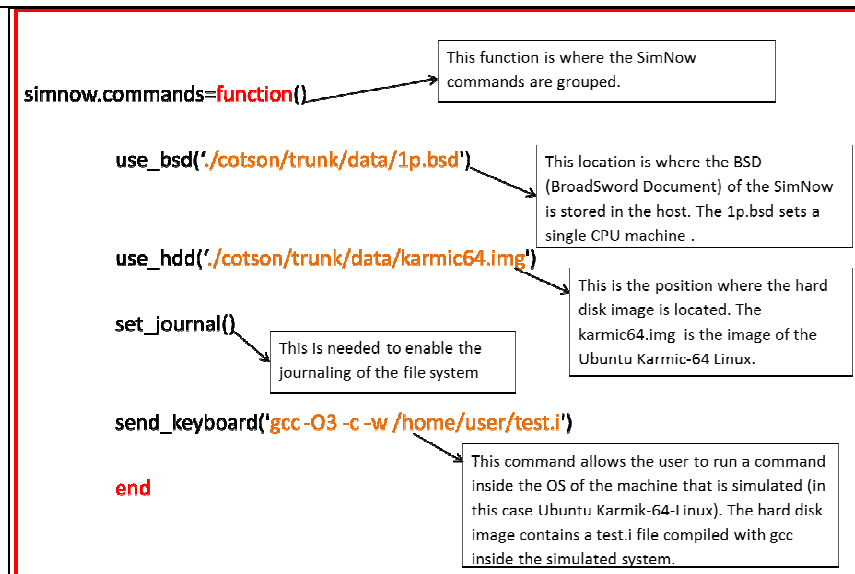 This function is where the SimNow
commands are grouped.
simnow.commands=function()
use_bsd('./cotson/trunk/data/1p.bsd')
This location is where the BSD
(BroadSword Document) of the SimNow
is stored in the host. The 1p.bsd sets a
single CPU machine .
use_hdd('./cotson/trunk/data/karmic64.img')
This is the position where the hard
disk image is located. The
karmic64.img is the image of the
Ubuntu Karmic-64 Linux.
set_journal()
This is needed to enable the
journaling of the file system
send_keyboard('gcc -O3 -c -w /home/user/test.i')
This command allows the user to run a command
inside the OS of the machine that is simulated (in
this case Ubuntu Karmik-64-Linux). The hard disk
image contains a test.i file compiled with gcc
inside the simulated system.
end